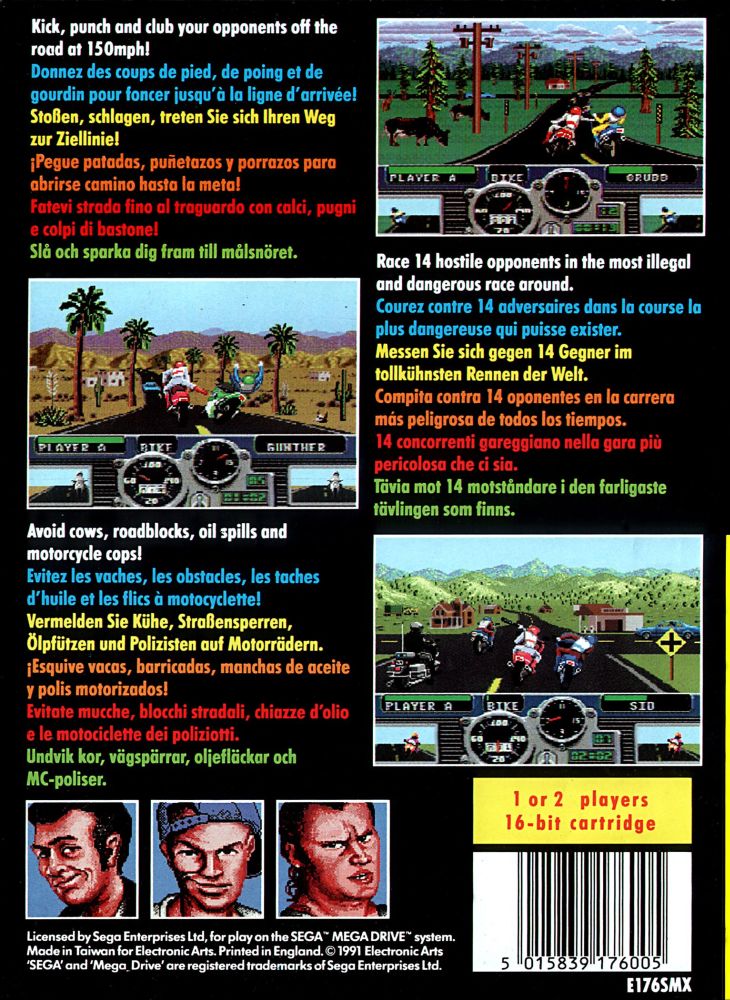 Kick, punch and club your opponents off the
road at 150mph!
Donnez des coups de pied, de poing et de
gourdin pour foncer jusqu'à la ligne d'arrivée!
Stoßen, schlagen, treten Sie sich Ihren Weg
zur Ziellinie!
¡Pegue patadas, puñetazos y porrazos para
abrirse camino hasta la meta!
Fatevi strada fino al traguardo con calci, pugni
e colpi di bastone!
Slå och sparka dig fram till målsnöret.
PLAYER A BIKE GRUBB
Race 14 hostile opponents in the most illegal
and dangerous race around.
Courez contre 14 adversaires dans la course la
plus dangereuse qui puisse exister.
Messen Sie sich gegen 14 Gegner im
tollkühnsten Rennen der Welt.
Compita contra 14 oponentes en la carrera
más peligrosa de todos los tiempos.
14 concorrenti gareggiano nella gara più
pericolosa che ci sia.
Tävla mot 14 motståndare i den farligaste
tävlingen som finns.
PLAYER A BIKE GUNTHER
Avoid cows, roadblocks, oil spills and
motorcycle cops!
Evitez les vaches, les obstacles, les taches
d'huile et les flics à motocyclette!
Vermelden Sie Kühe, Straßensperren,
Ölpfützen und Polizisten auf Motorrädern.
¡Esquive vacas, barricadas, manchas de aceite
y polis motorizados!
Evitate mucche, blocchi stradali, chiazze d'olio
e le motociclette dei poliziotti.
Undvik kor, vägspärrar, oljefläckar och
MC-poliser.
PLAYER A BIKE SID
1 or 2 players
16-bit cartridge
Licensed by Sega Enterprises Ltd, for play on the SEGA™ MEGA DRIVE™ system.
Made in Taiwan for Electronic Arts. Printed in England. © 1991 Electronic Arts
'SEGA' and 'Mega Drive' are registered trademarks of Sega Enterprises Ltd.
5 015839 176005
E176SMX